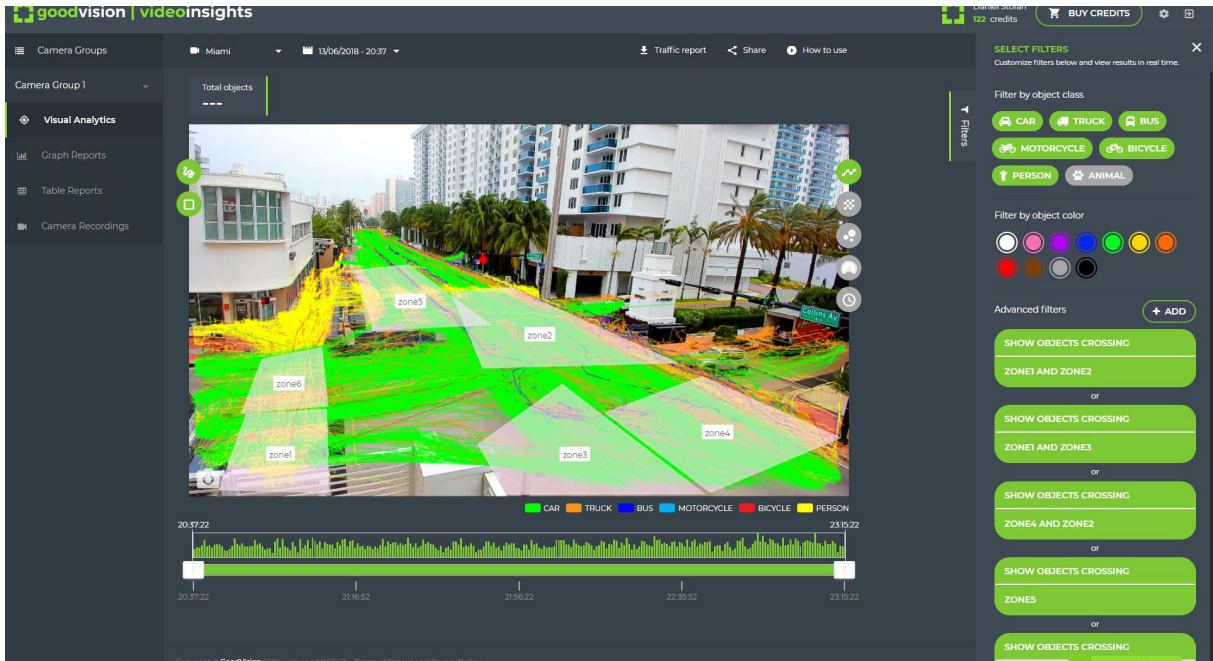 goodvision | videoinsights
Daniel Stofan
122 credits
BUY CREDITS
Camera Groups
Miami
13/06/2018 - 20:37
Traffic report
Share
How to use
SELECT FILTERS
Customize filters below and view results in real time.
Camera Group 1
Visual Analytics
Graph Reports
Table Reports
Camera Recordings
Total objects
---
Filters
Filter by object class
CAR
TRUCK
BUS
MOTORCYCLE
BICYCLE
PERSON
ANIMAL
Filter by object color
Advanced filters
+ ADD
SHOW OBJECTS CROSSING
ZONE1 AND ZONE2
or
SHOW OBJECTS CROSSING
ZONE1 AND ZONE3
or
SHOW OBJECTS CROSSING
ZONE4 AND ZONE2
or
SHOW OBJECTS CROSSING
ZONE5
or
SHOW OBJECTS CROSSING
zone5
zone2
zone6
zone4
zone1
zone3
Collins Av
CAR
TRUCK
BUS
MOTORCYCLE
BICYCLE
PERSON
20:37:22
23:15:22
20:37:22
21:16:52
21:56:22
22:35:52
23:15:22